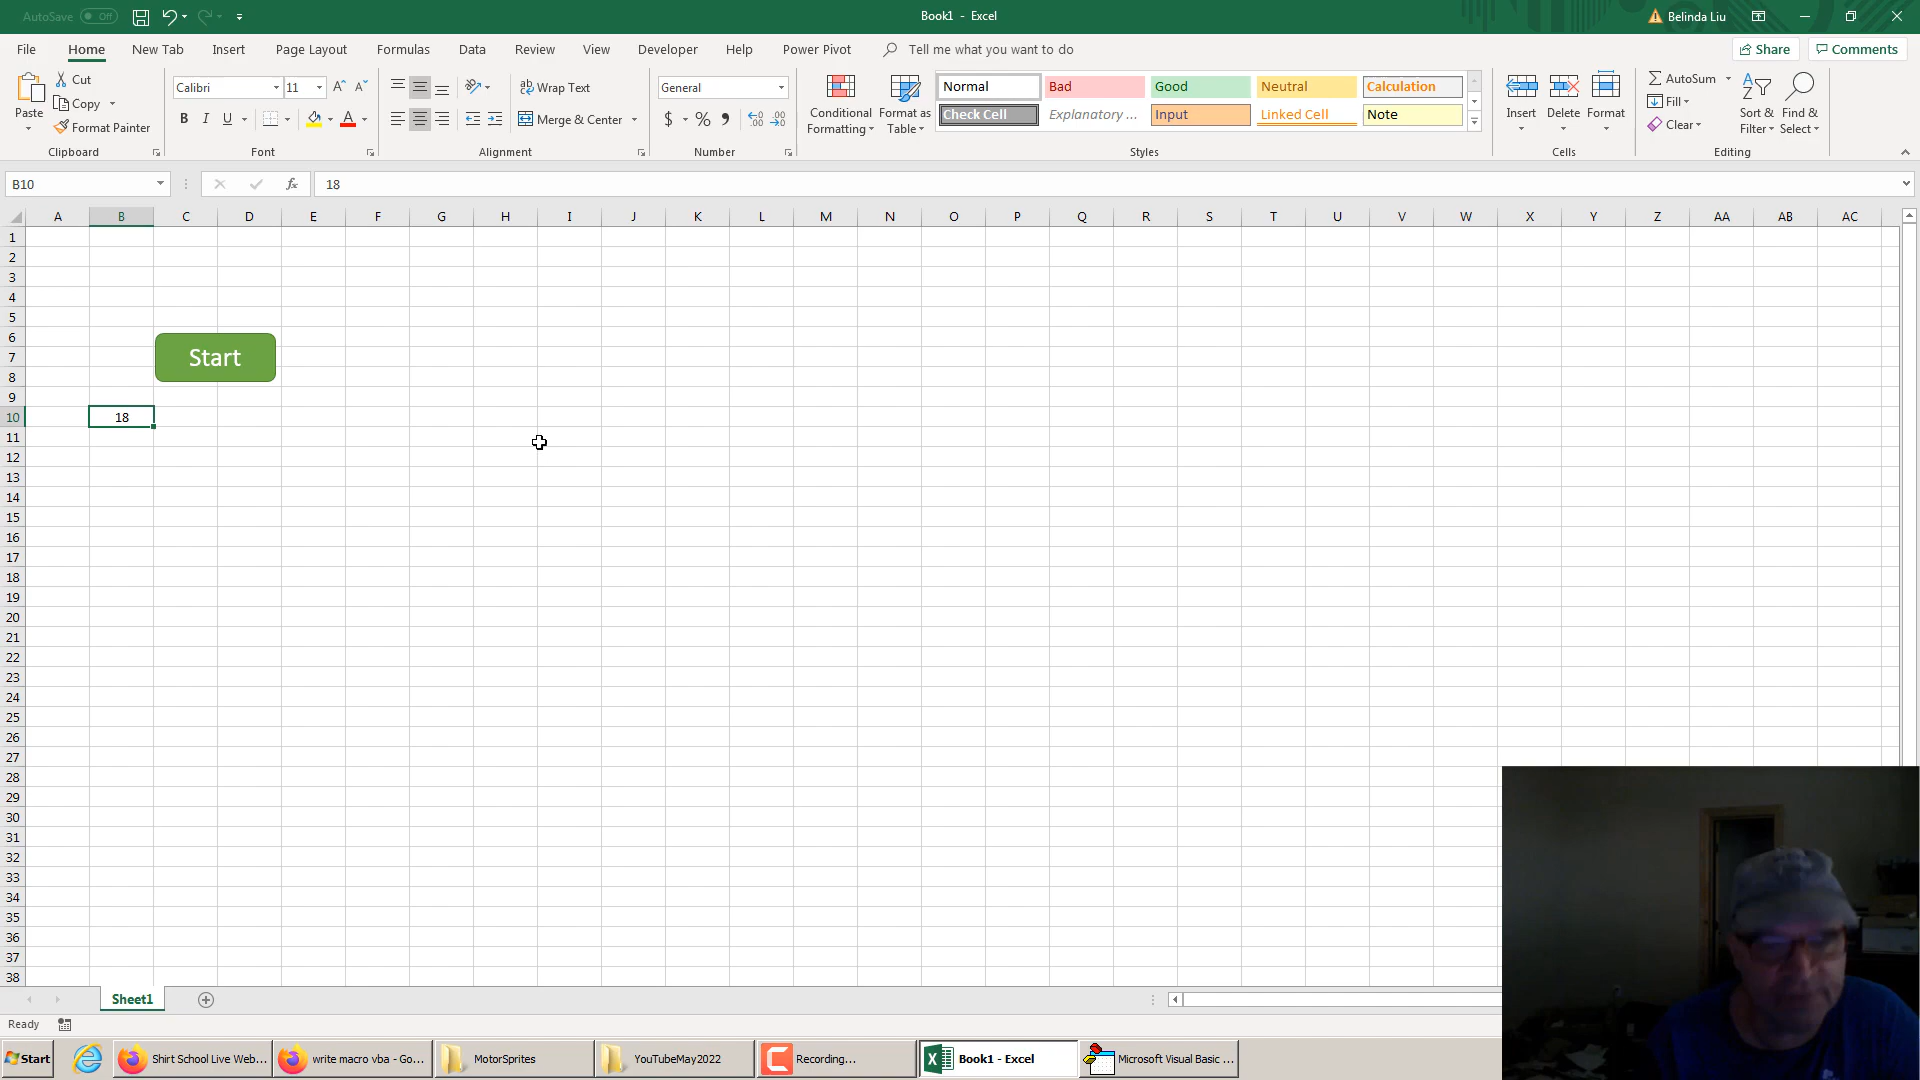 AutoSave Off Book1 - Excel Belinda Liu
File Home New Tab Insert Page Layout Formulas Data Review View Developer Help Power Pivot Tell me what you want to do Share Comments
Paste Cut Copy Format Painter Clipboard
Calibri 11 B I U A Font
Wrap Text Merge & Center Alignment
General $ % Number
Conditional Formatting Format as Table
Normal Bad Good Neutral Calculation
Check Cell Explanatory ... Input Linked Cell Note
Styles
Insert Delete Format Cells
AutoSum Fill Clear Sort & Filter Find & Select Editing
B10 fx 18
A B C D E F G H I J K L M N O P Q R S T U V W X Y Z AA AB AC
1
2
3
4
5
6
7 Start
8
9
10 18
11
12
13
14
15
16
17
18
19
20
21
22
23
24
25
26
27
28
29
30
31
32
33
34
35
36
37
38
Sheet1
Ready
Start Shirt School Live Web... write macro vba - Go... MotorSprites YouTubeMay2022 Recording... Book1 - Excel Microsoft Visual Basic ...